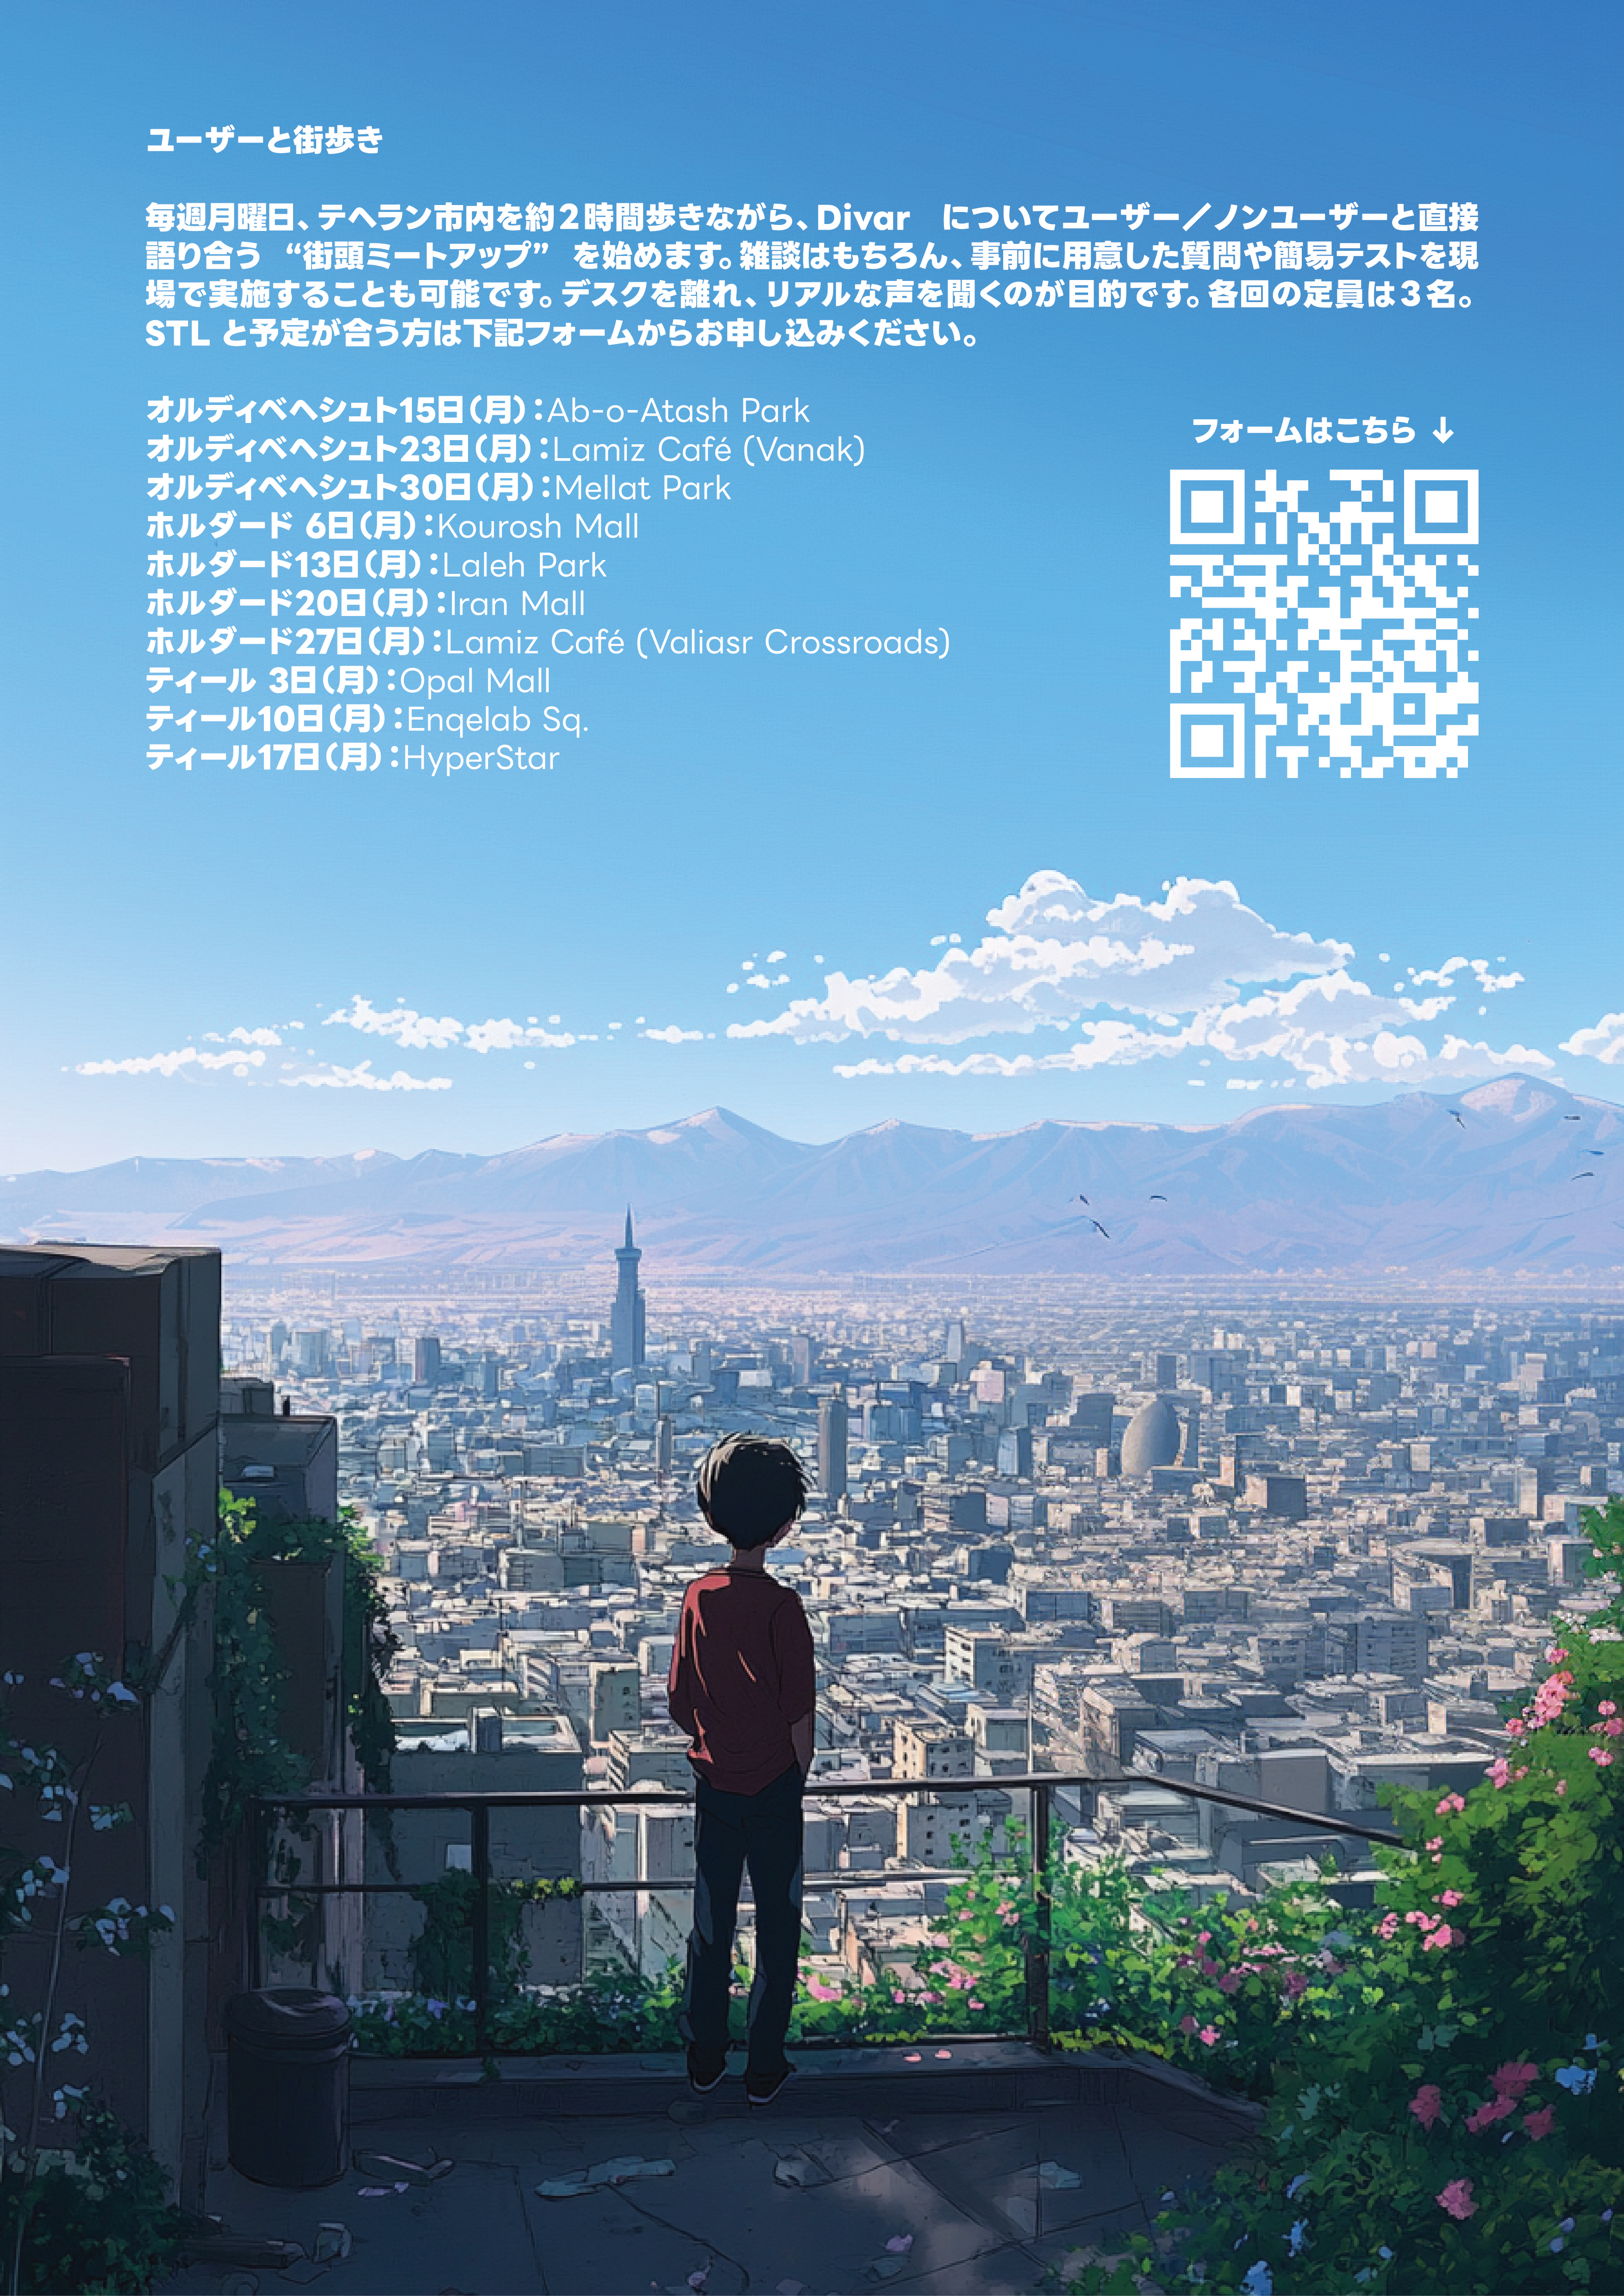 ユーザーと街歩き
毎週月曜日、テヘラン市内を約2時間歩きながら、Divar　についてユーザー／ノンユーザーと直接
語り合う “街頭ミートアップ” を始めます。雑談はもちろん、事前に用意した質問や簡易テストを現
場で実施することも可能です。デスクを離れ、リアルな声を聞くのが目的です。各回の定員は3名。
STL と予定が合う方は下記フォームからお申し込みください。
オルディベヘシュト15日(月):Ab-o-Atash Park
オルディベヘシュト23日(月):Lamiz Café (Vanak)
オルディベヘシュト30日(月):Mellat Park
ホルダード 6日(月):Kourosh Mall
ホルダード13日(月):Laleh Park
ホルダード20日(月):Iran Mall
ホルダード27日(月):Lamiz Café (Valiasr Crossroads)
ティール 3日(月):Opal Mall
ティール10日(月):Enqelab Sq.
ティール17日(月):HyperStar
フォームはこちら ↓